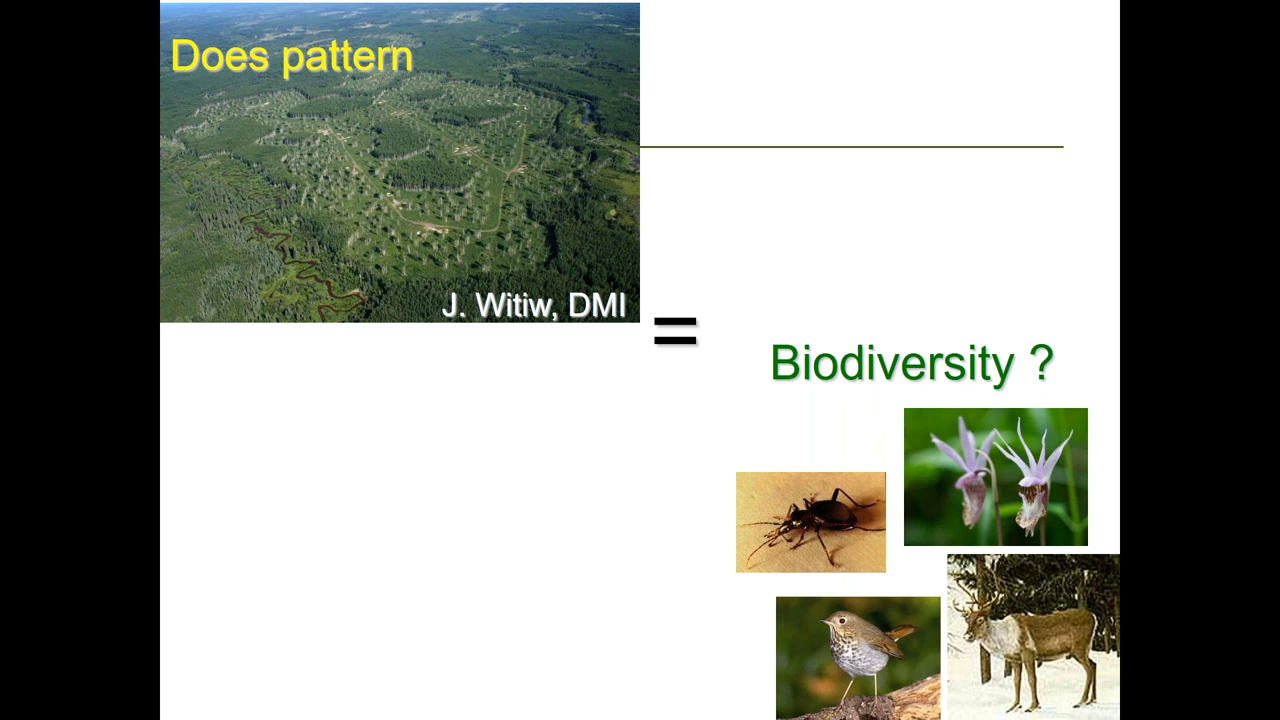 Does pattern
J. Witiw, DMI
=
Biodiversity ?